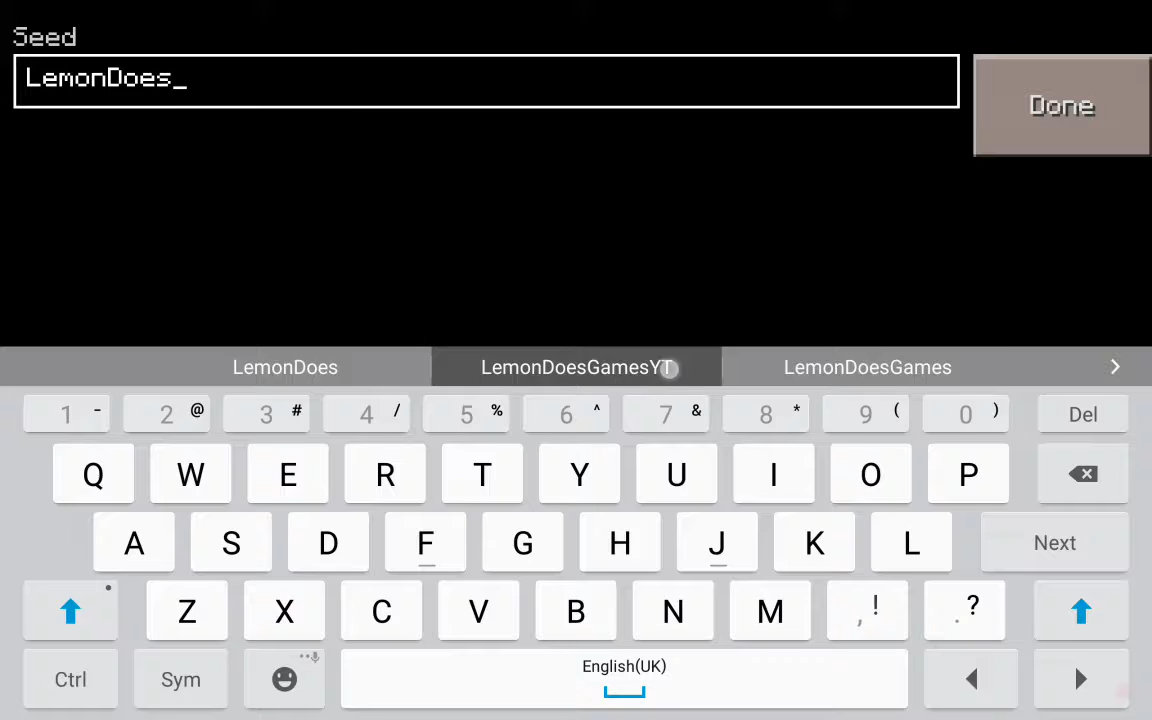 Seed
LemonDoes_
Done
LemonDoes LemonDoesGamesYT LemonDoesGames >
1 - 2 @ 3 # 4 / 5 % 6 ^ 7 & 8 * 9 ( 0 ) Del
Q W E R T Y U I O P
A S D F G H J K L Next
Z X C V B N M , ! . ?
Ctrl Sym English(UK)